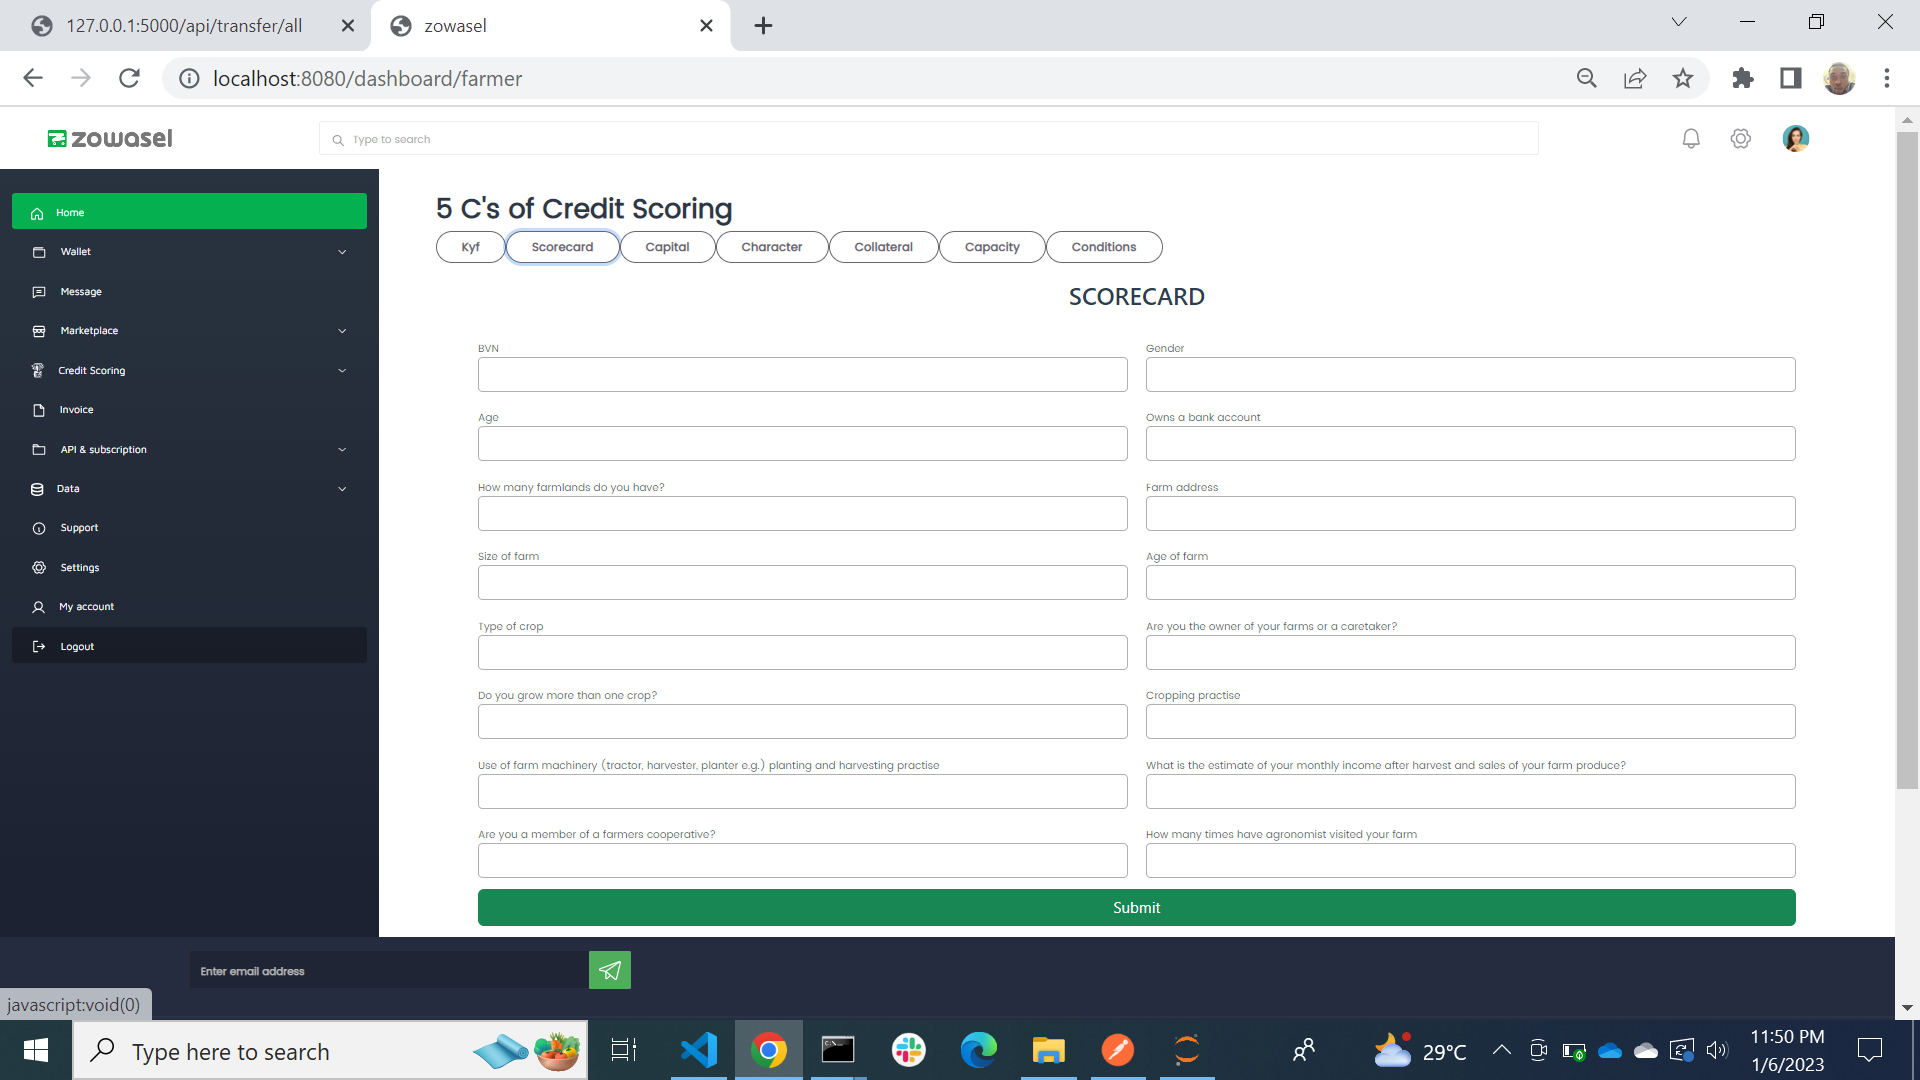 127.0.0.1:5000/api/transfer/all
zowasel
localhost:8080/dashboard/farmer
zowasel
Type to search
Home
Wallet
Message
Marketplace
Credit Scoring
Invoice
API & subscription
Data
Support
Settings
My account
Logout
5 C's of Credit Scoring
Kyf Scorecard Capital Character Collateral Capacity Conditions
SCORECARD
BVN Gender
Age Owns a bank account
How many farmlands do you have? Farm address
Size of farm Age of farm
Type of crop Are you the owner of your farms or a caretaker?
Do you grow more than one crop? Cropping practise
Use of farm machinery (tractor, harvester, planter e.g.) planting and harvesting practise What is the estimate of your monthly income after harvest and sales of your farm produce?
Are you a member of a farmers cooperative? How many times have agronomist visited your farm
Submit
Enter email address
javascript:void(0)
Type here to search
29°C
11:50 PM
1/6/2023